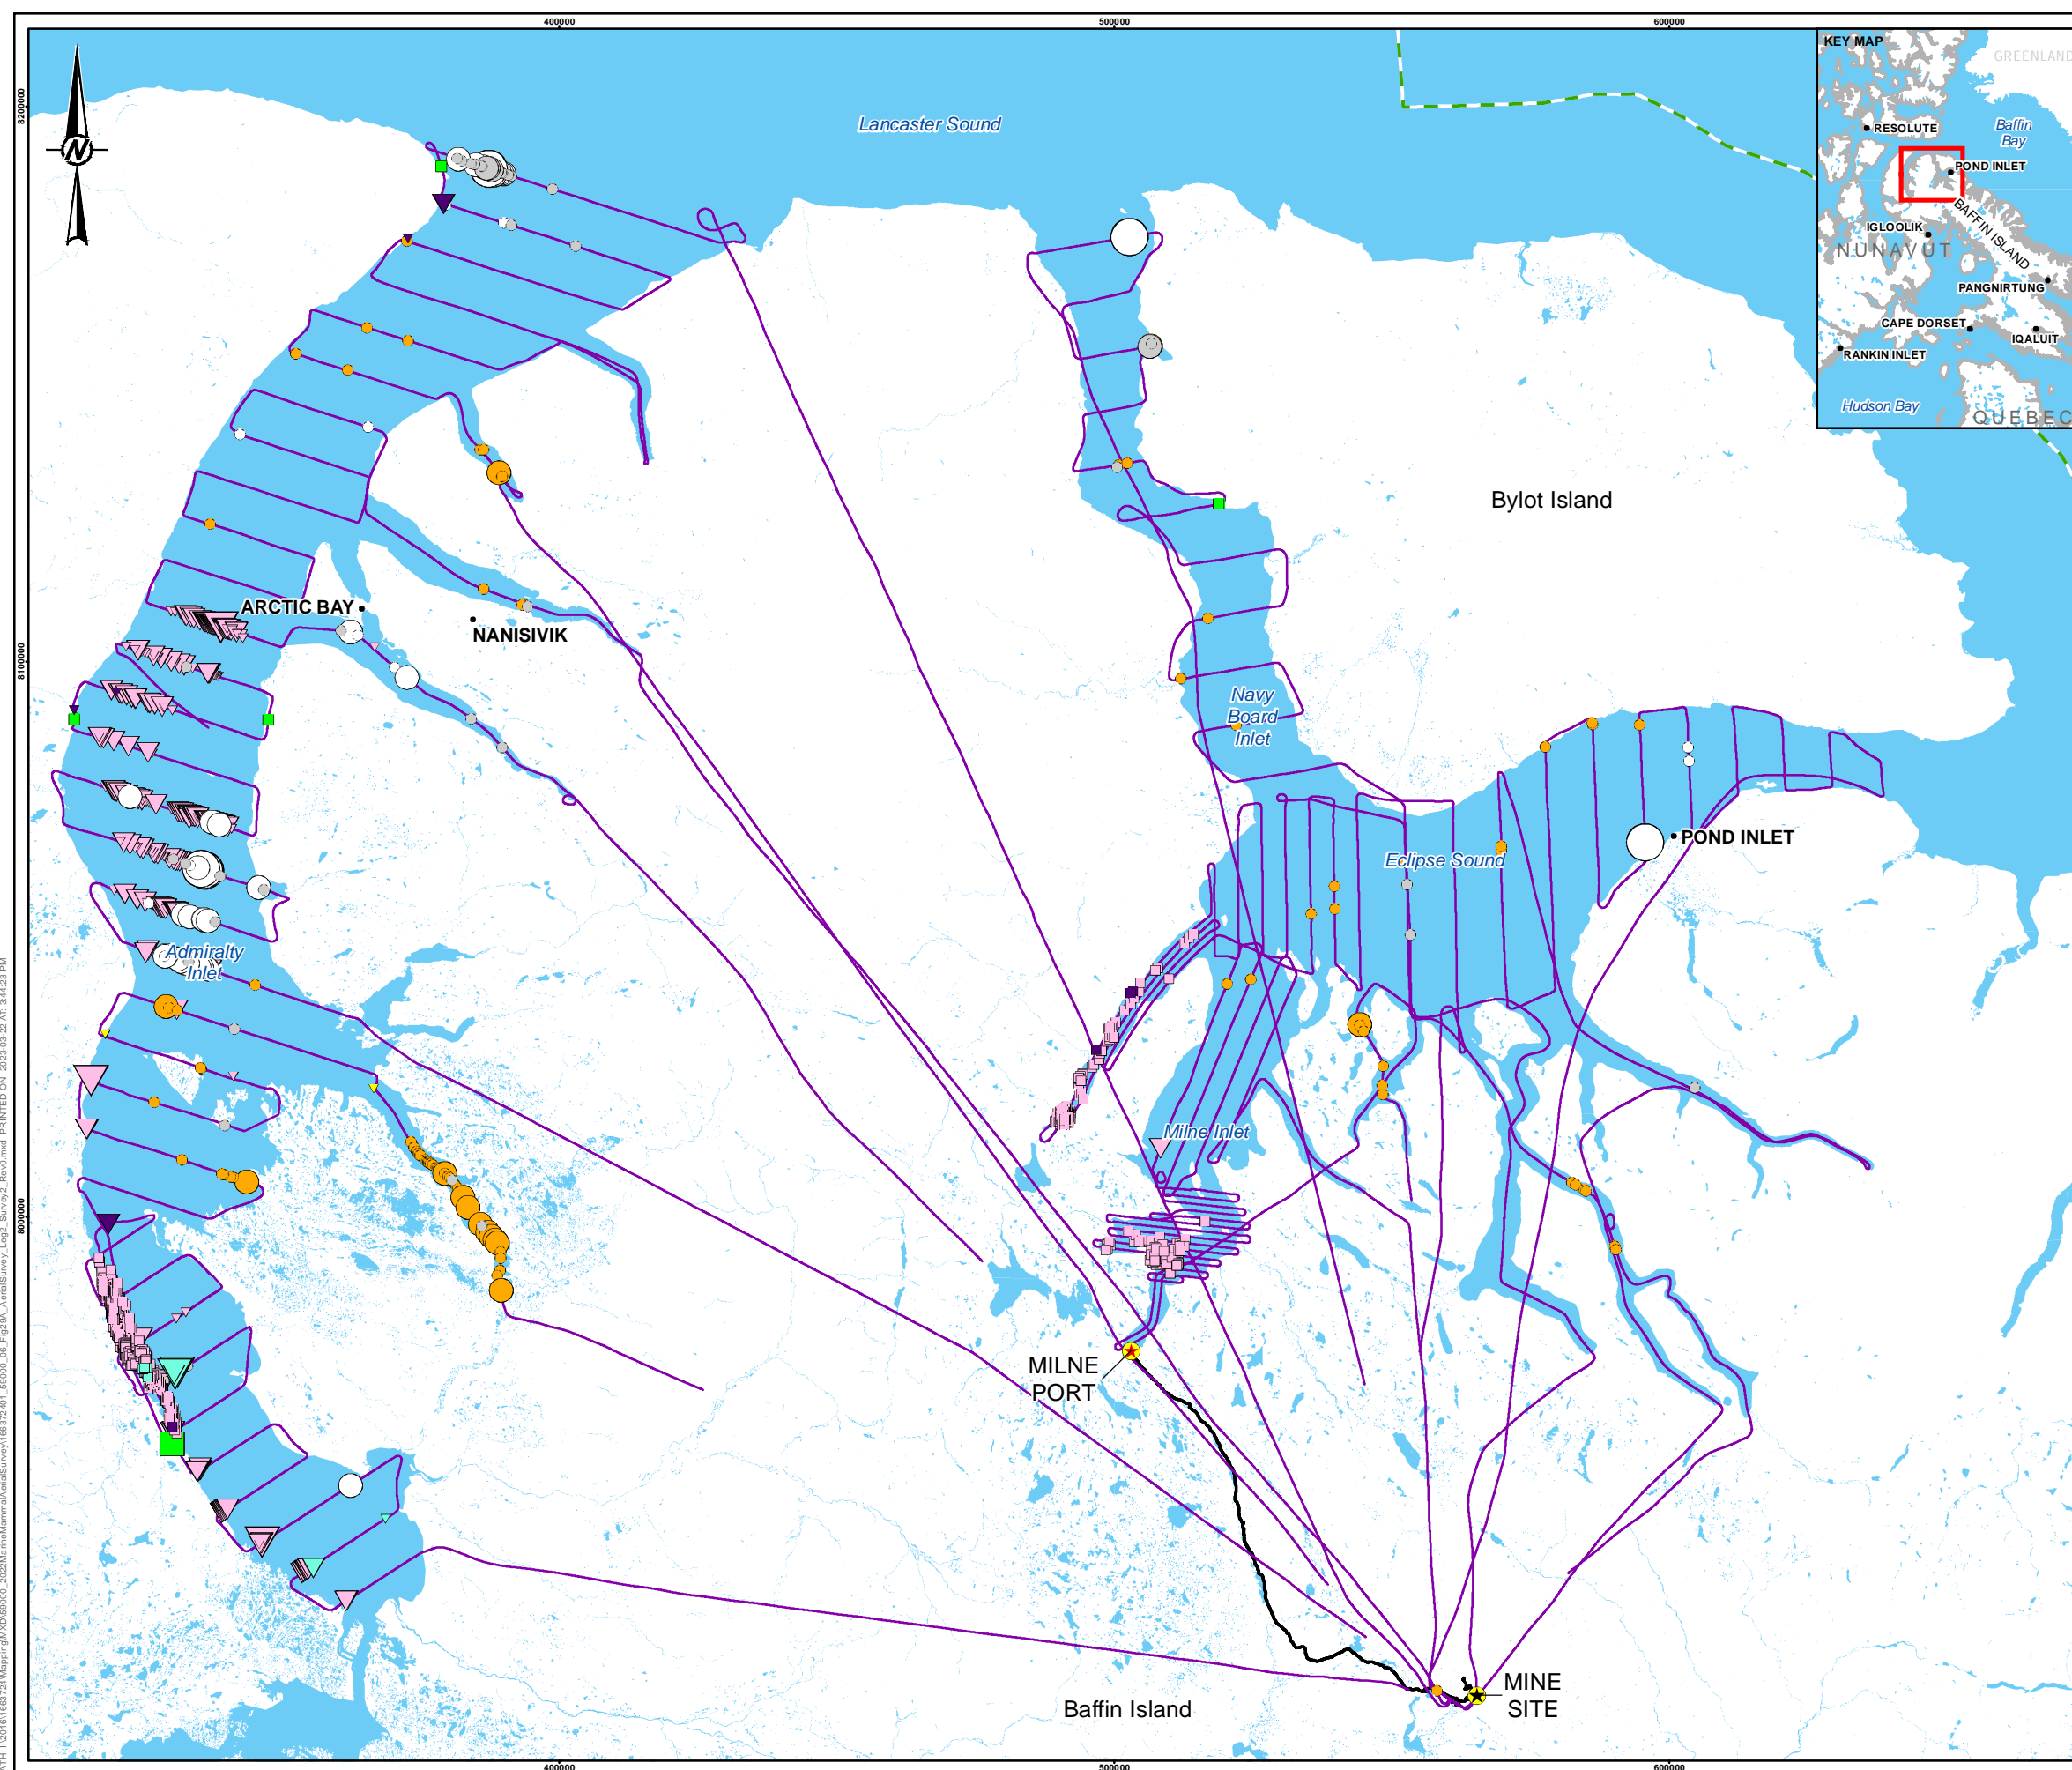 400000
500000
600000
8200000
N
Lancaster Sound
KEY MAP
GREENLAND
Baffin
Bay
RESOLUTE
POND INLET
BAFFIN ISLAND
IGLOOLIK
NUNAVUT
PANGNIRTUNG
CAPE DORSET
IQALUIT
RANKIN INLET
Hudson Bay
QUEBEC
Bylot Island
ARCTIC BAY
NANISIVIK
8100000
Navy
Board
Inlet
POND INLET
Eclipse Sound
Admiralty
Inlet
Milne Inlet
8000000
MILNE
PORT
MINE
SITE
Baffin Island
400000
500000
600000